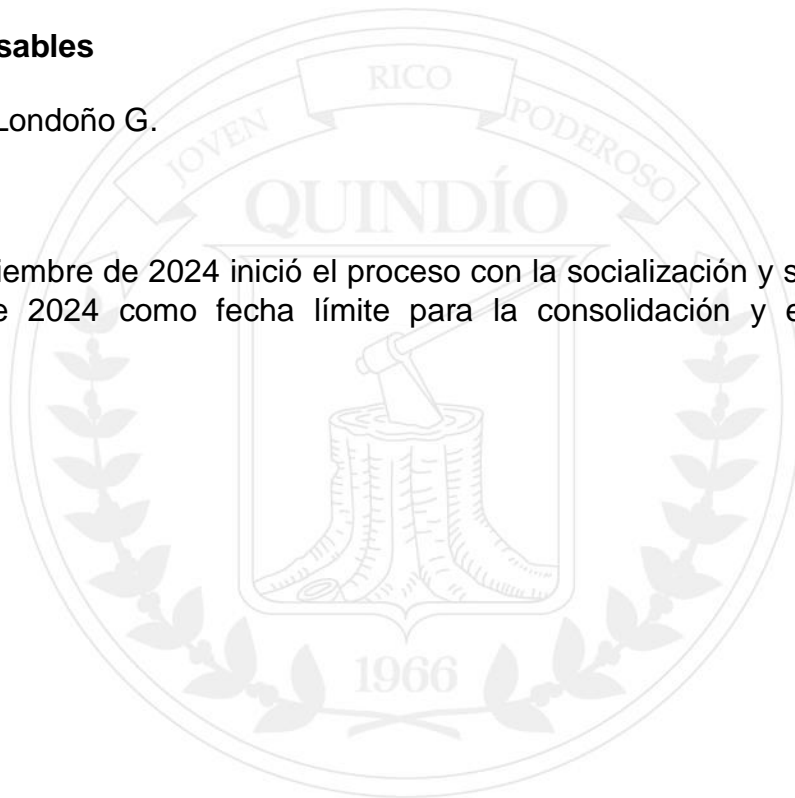 sables
RICO
JOVEN
PODEROSO
Londoño G.
QUINDÍO
iembre de 2024 inició el proceso con la socialización y s
e 2024 como fecha límite para la consolidación y e
1966